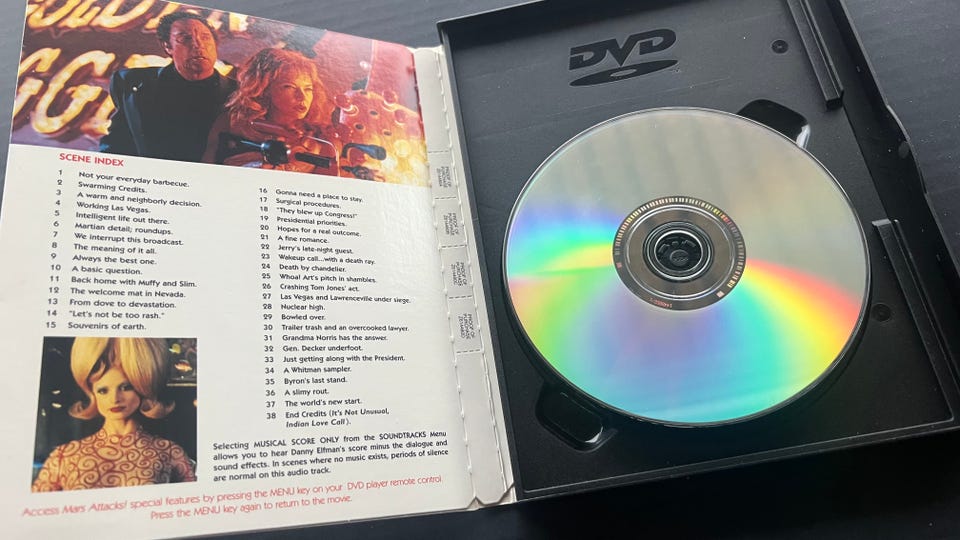 SCENE INDEX
1 Not your everyday barbecue.
2 Swarming Credits.
3 A warm and neighborly decision.
4 Working Las Vegas.
5 Intelligent life out there.
6 Martian detail; roundups.
7 We interrupt this broadcast.
8 The meaning of it all.
9 Always the best one.
10 A basic question.
11 Back home with Muffy and Slim.
12 The welcome mat in Nevada.
13 From dove to devastation.
14 "Let's not be too rash."
15 Souvenirs of earth.
16 Gonna need a place to stay.
17 Surgical procedures.
18 "They blew up Congress!"
19 Presidential priorities.
20 Hopes for a real outcome.
21 A fine romance.
22 Jerry's late-night guest.
23 Wakeup call...with a death ray.
24 Death by chandelier.
25 Whoa! Art's pitch in shambles.
26 Crashing Tom Jones' act.
27 Las Vegas and Lawrenceville under siege.
28 Nuclear high.
29 Bowled over.
30 Trailer trash and an overcooked lawyer.
31 Grandma Norris has the answer.
32 Gen. Decker underfoot.
33 Just getting along with the President.
34 A Whitman sampler.
35 Byron's last stand.
36 A slimy rout.
37 The world's new start.
38 End Credits (It's Not Unusual,
Indian Love Call).
Selecting MUSICAL SCORE ONLY from the SOUNDTRACKS Menu
allows you to hear Danny Elfman's score minus the dialogue and
sound effects. In scenes where no music exists, periods of silence
are normal on this audio track.
Access Mars Attacks! special features by pressing the MENU key on your DVD player remote control.
Press the MENU key again to return to the movie.
PROOF OF
PURCHASE
PROOF OF
PURCHASE
PROOF OF
PURCHASE
PROOF OF
PURCHASE
DVD